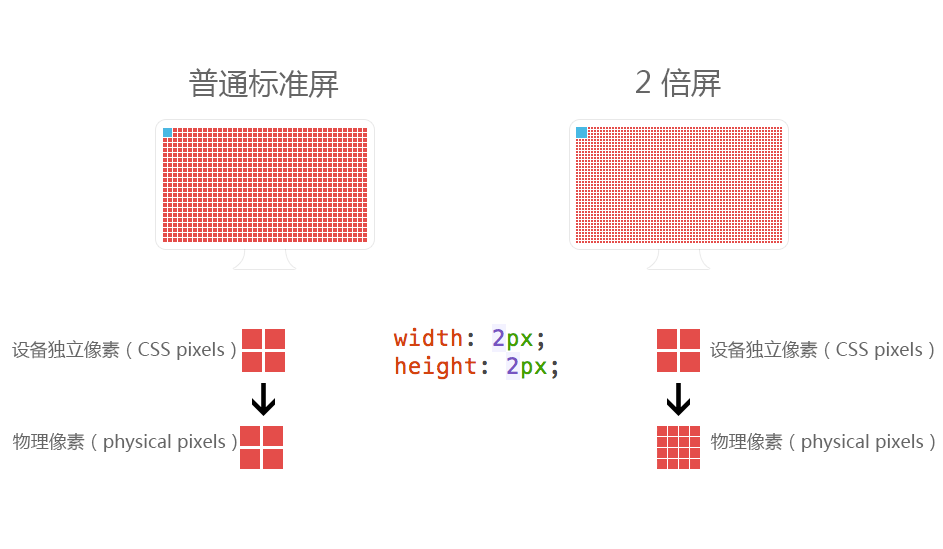 普通标准屏
2 倍屏
width: 2px;
height: 2px;
设备独立像素（CSS pixels）
设备独立像素（CSS pixels）
物理像素（physical pixels）
物理像素（physical pixels）